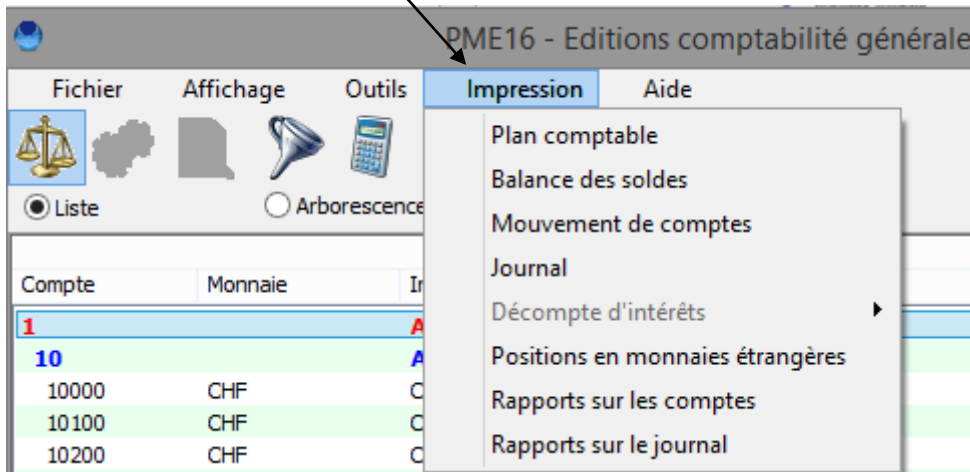 PME16 - Editions comptabilité générale
Fichier Affichage Outils Impression Aide
Plan comptable
Balance des soldes
Mouvement de comptes
Journal
Décompte d'intérêts
Positions en monnaies étrangères
Rapports sur les comptes
Rapports sur le journal
Liste Arborescence
Compte Monnaie
1 A
10 A
10000 CHF
10100 CHF
10200 CHF